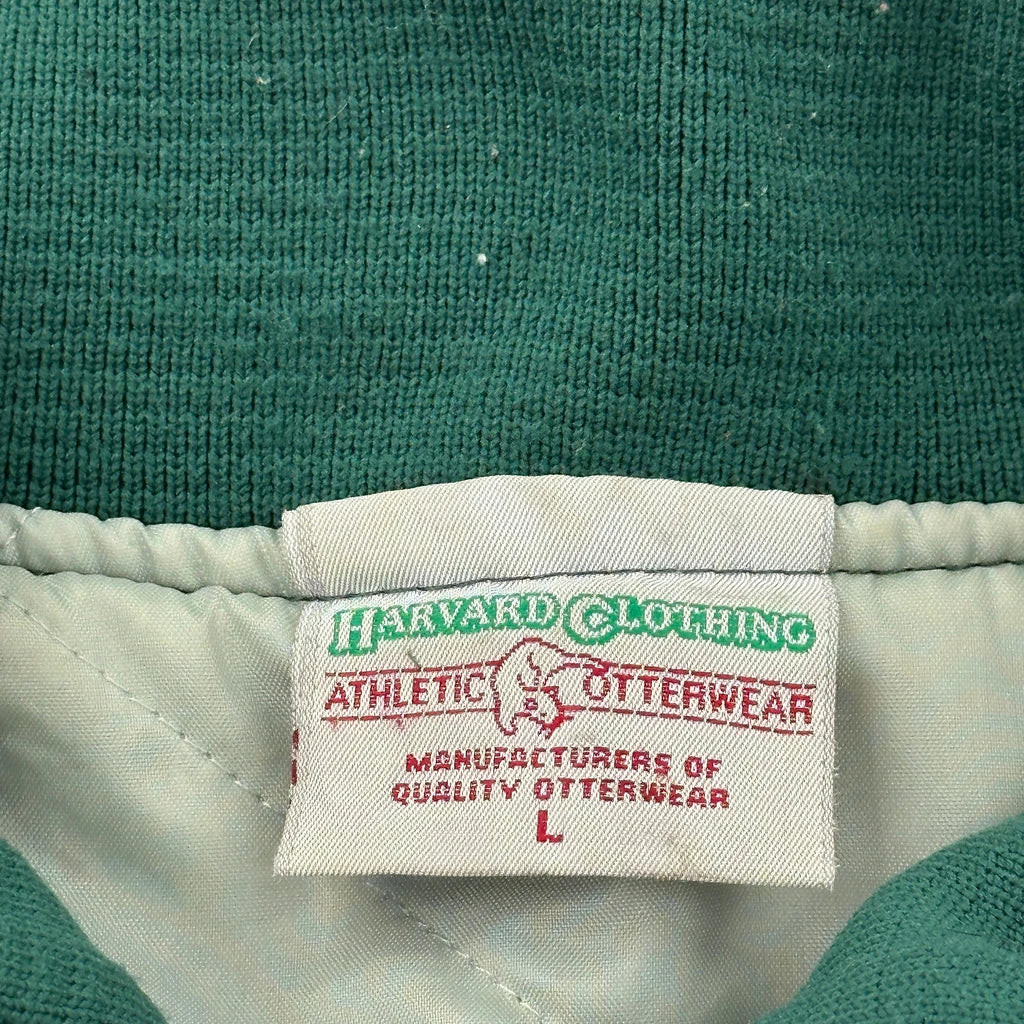 HARVARD CLOTHING
ATHLETIC OTTERWEAR
MANUFACTURERS OF
QUALITY OTTERWEAR
L